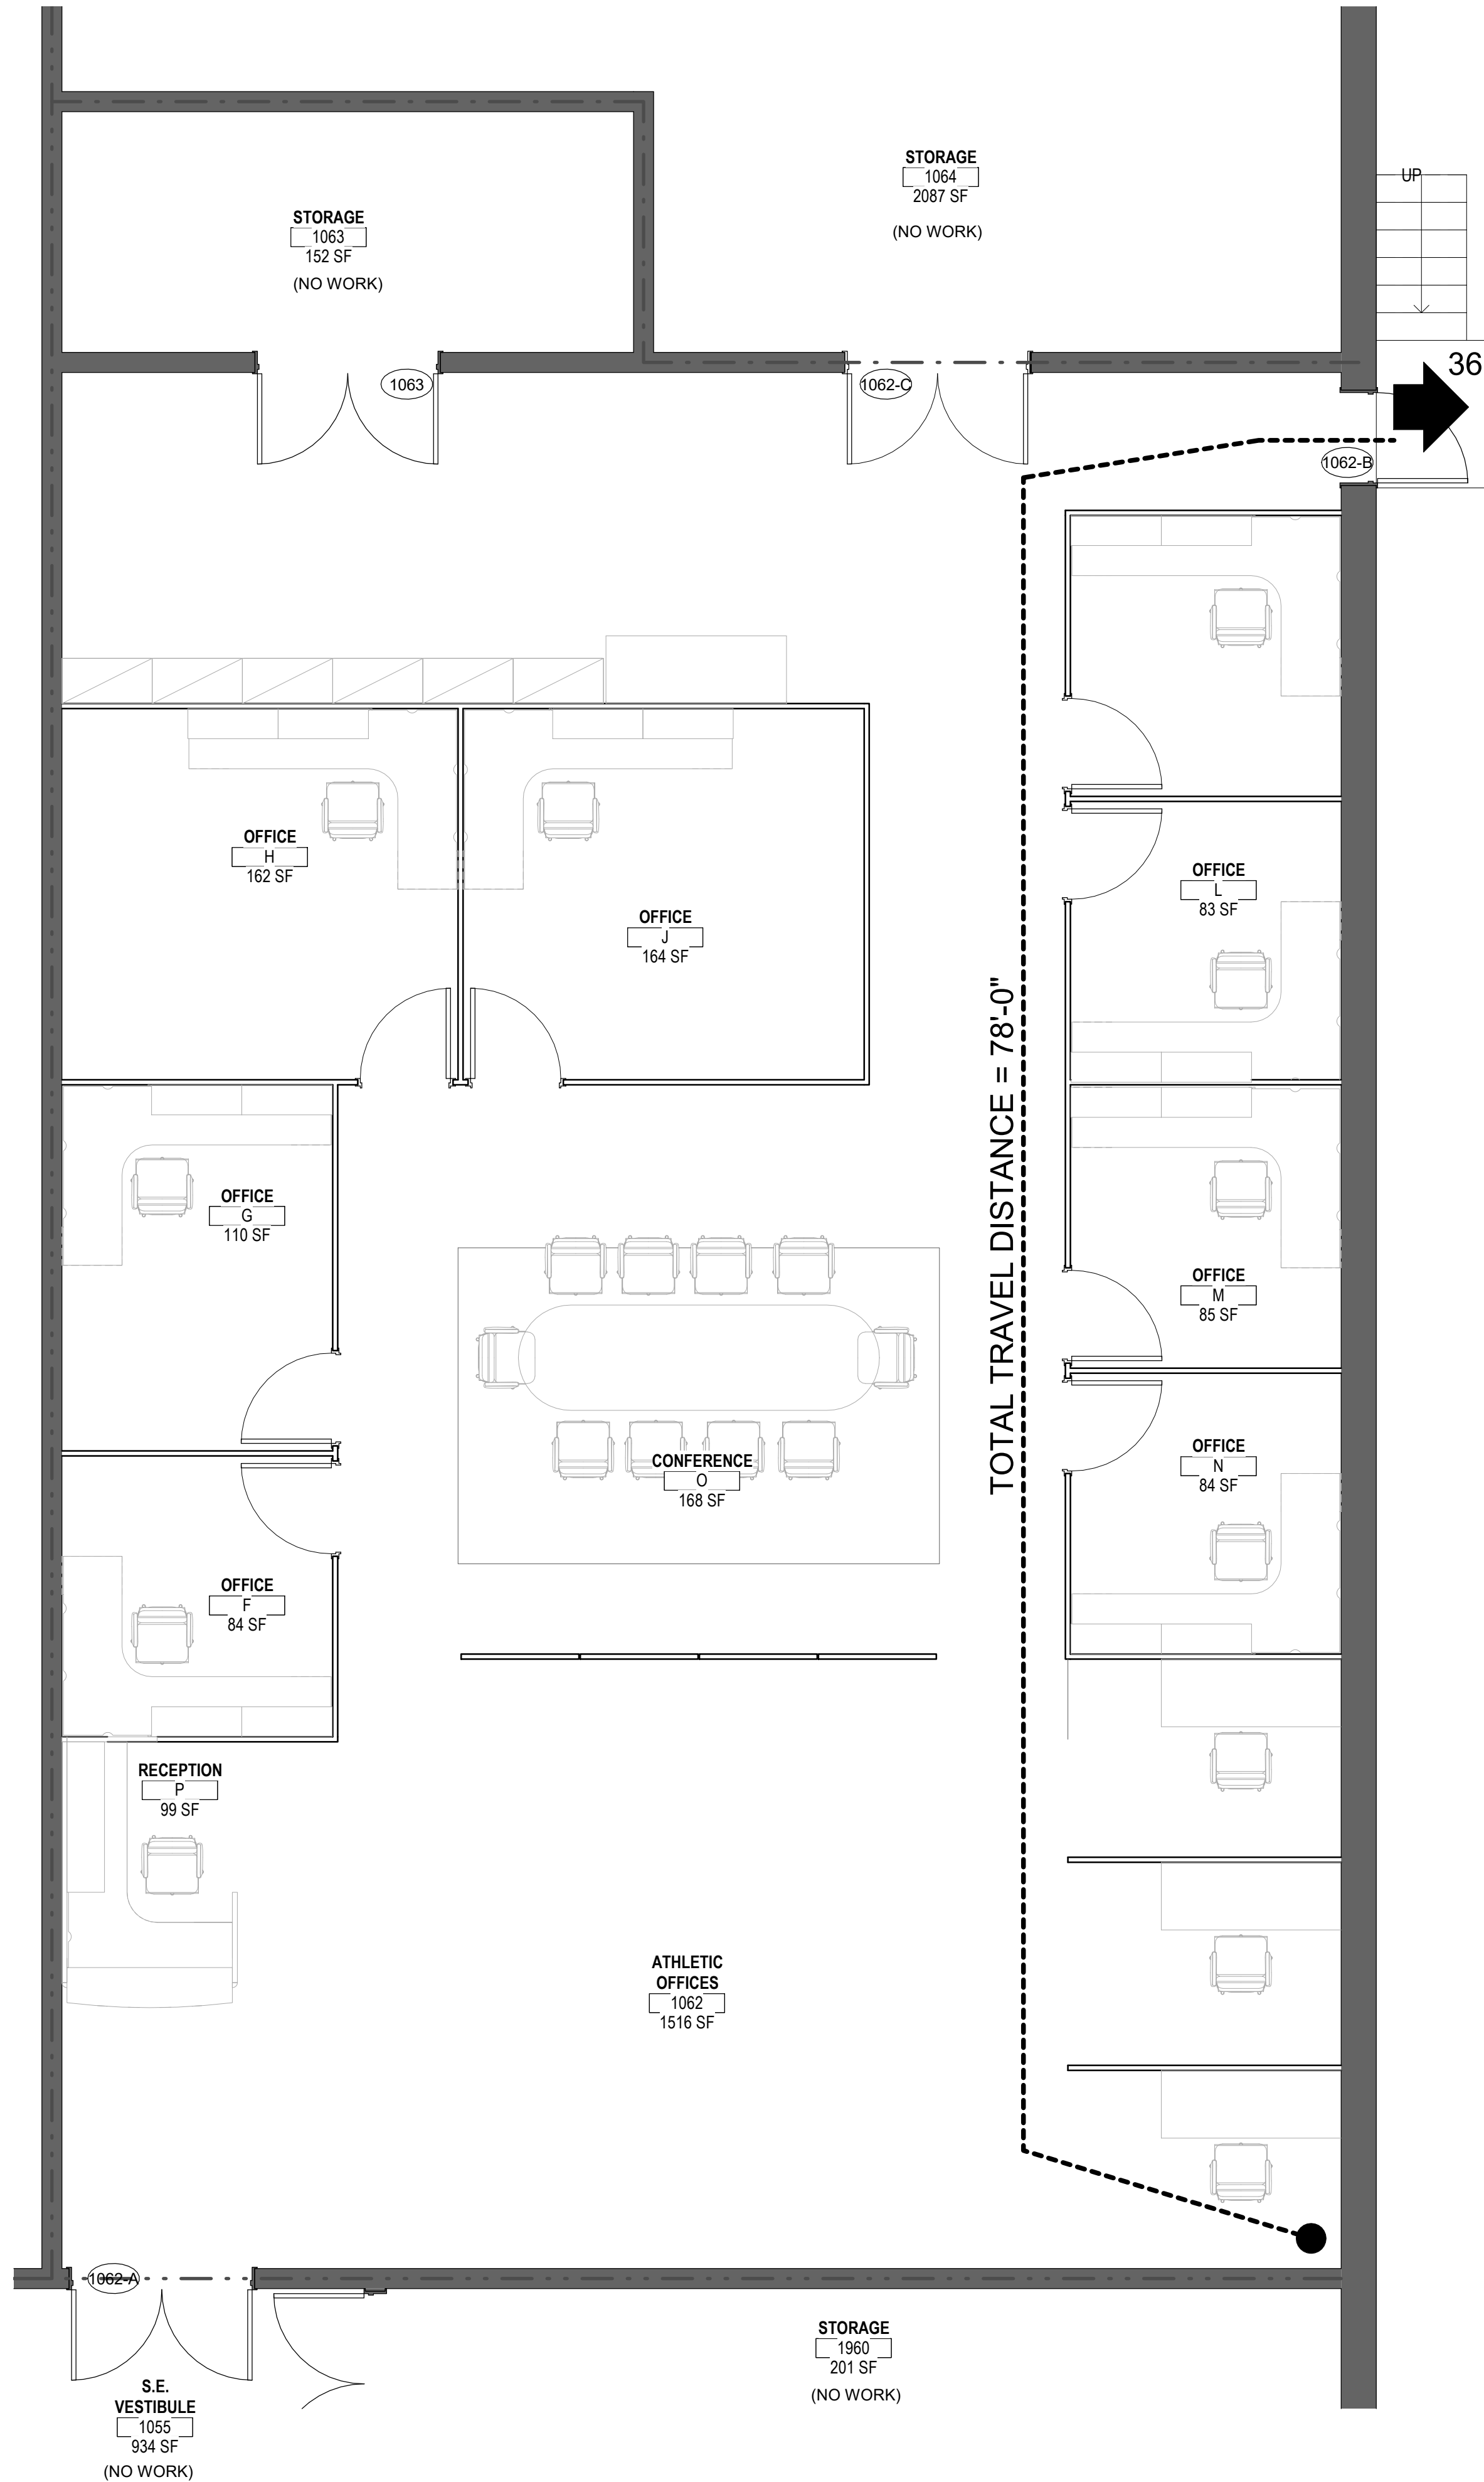 STORAGE
1064
2087 SF
(NO WORK)
UP
STORAGE
1063
152 SF
(NO WORK)
36
1063
1062-C
1062-B
OFFICE
H
162 SF
OFFICE
L
83 SF
OFFICE
J
164 SF
TOTAL TRAVEL DISTANCE = 78'-0"
OFFICE
G
110 SF
OFFICE
M
85 SF
CONFERENCE
O
168 SF
OFFICE
N
84 SF
OFFICE
F
84 SF
RECEPTION
P
99 SF
ATHLETIC
OFFICES
1062
1516 SF
1062-A
STORAGE
1960
201 SF
(NO WORK)
S.E.
VESTIBULE
1055
934 SF
(NO WORK)